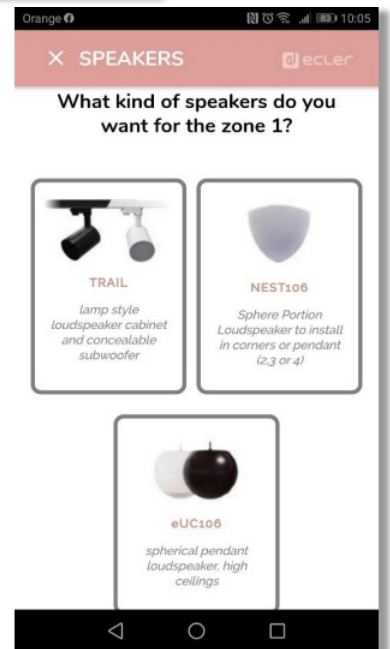 Orange 83 10:05
× SPEAKERS ecler
What kind of speakers do you
want for the zone 1?
TRAIL
lamp style
loudspeaker cabinet
and concealable
subwoofer
NEST106
Sphere Portion
Loudspeaker to install
in corners or pendant
(2,3 or 4)
eUC106
spherical pendant
loudspeaker, high
ceilings